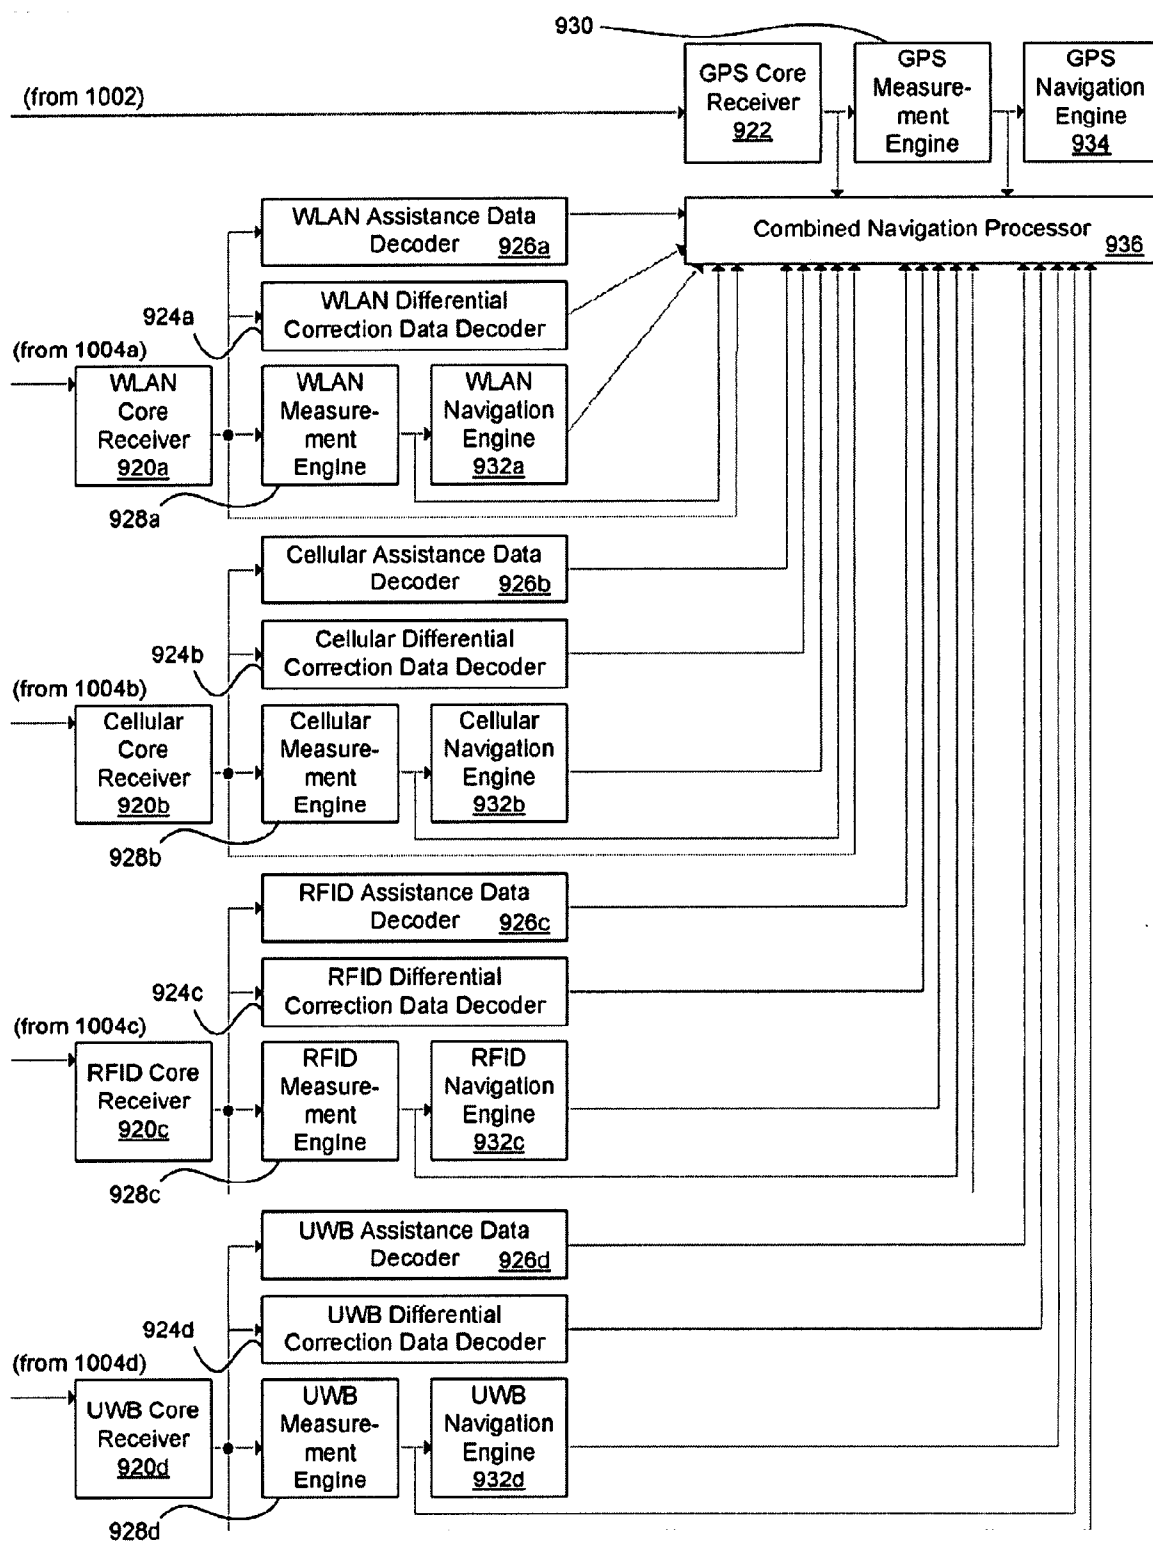 930
GPS Core
Receiver
922
GPS
Measure-
ment
Engine
GPS
Navigation
Engine
934
(from 1002)
Combined Navigation Processor
936
WLAN Assistance Data
Decoder 926a
924a
WLAN Differential
Correction Data Decoder
(from 1004a)
WLAN
Core
Receiver
920a
WLAN
Measure-
ment
Engine
WLAN
Navigation
Engine
932a
928a
Cellular Assistance Data
Decoder 926b
924b
Cellular Differential
Correction Data Decoder
(from 1004b)
Cellular
Core
Receiver
920b
Cellular
Measure-
ment
Engine
Cellular
Navigation
Engine
932b
928b
RFID Assistance Data
Decoder 926c
924c
RFID Differential
Correction Data Decoder
(from 1004c)
RFID Core
Receiver
920c
RFID
Measure-
ment
Engine
RFID
Navigation
Engine
932c
928c
UWB Assistance Data
Decoder 926d
924d
UWB Differential
Correction Data Decoder
(from 1004d)
UWB Core
Receiver
920d
UWB
Measure-
ment
Engine
UWB
Navigation
Engine
932d
928d